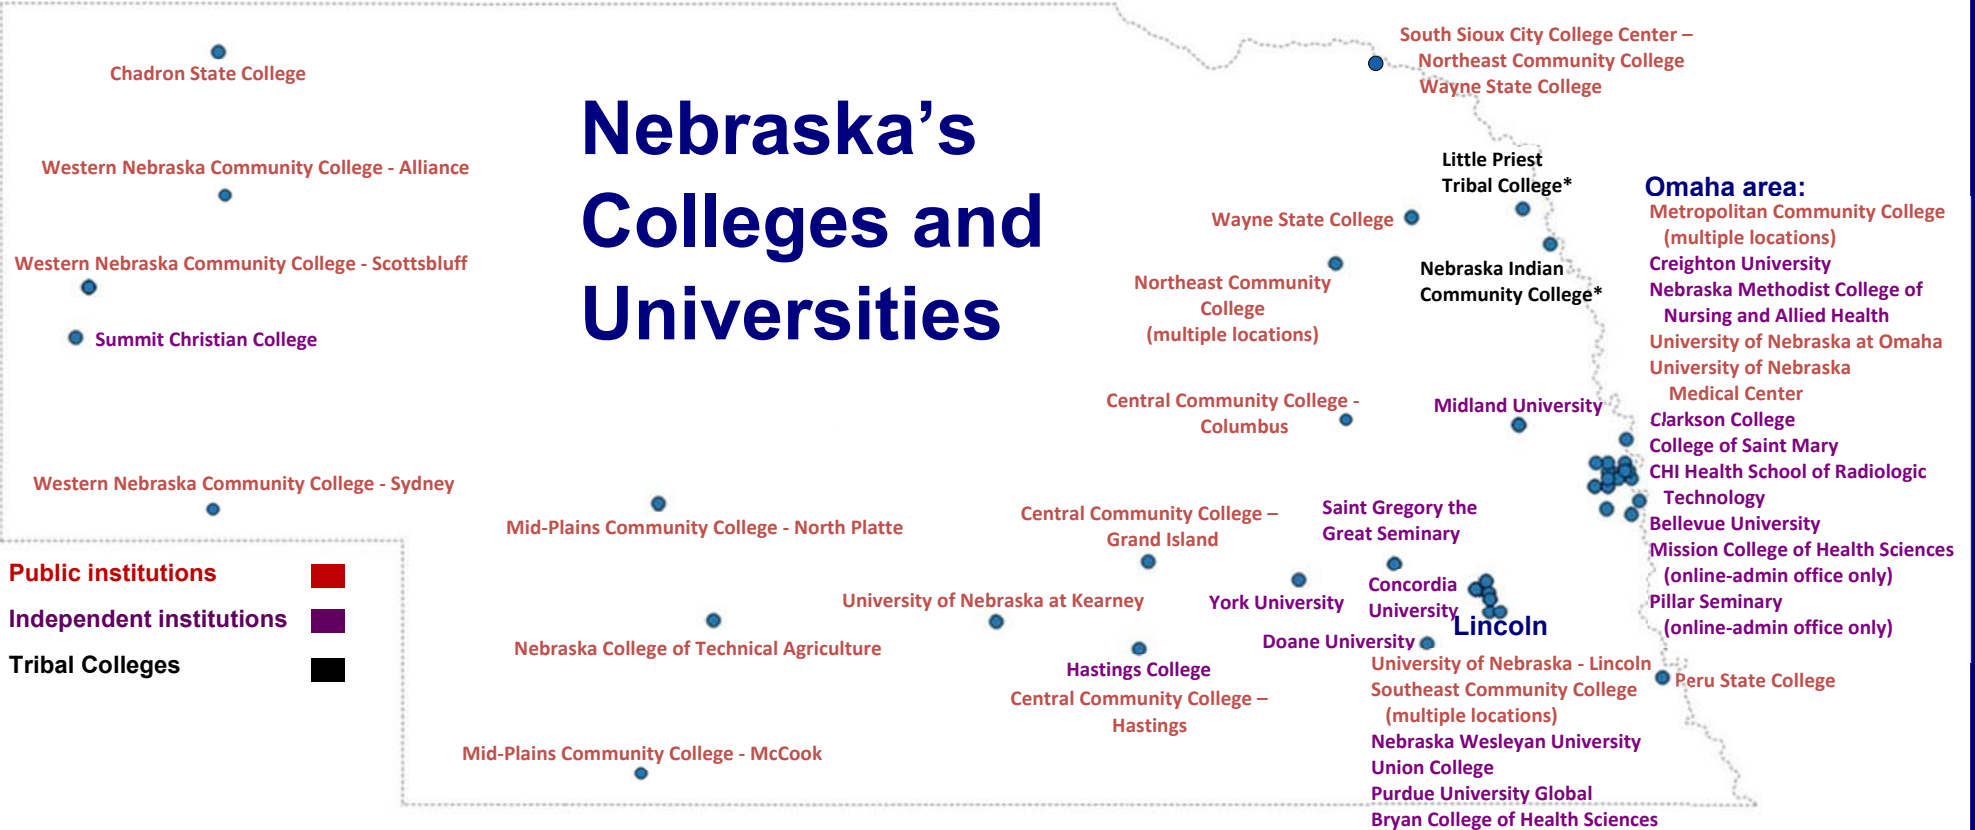 Nebraska's
Colleges and
Universities
Chadron State College
Western Nebraska Community College - Alliance
Western Nebraska Community College - Scottsbluff
Summit Christian College
Western Nebraska Community College - Sydney
Public institutions
Independent institutions
Tribal Colleges
Mid-Plains Community College - North Platte
Nebraska College of Technical Agriculture
Mid-Plains Community College - McCook
University of Nebraska at Kearney
Central Community College –
Grand Island
Hastings College
Central Community College –
Hastings
South Sioux City College Center –
Northeast Community College
Wayne State College
Little Priest
Tribal College*
Wayne State College
Nebraska Indian
Community College*
Northeast Community
College
(multiple locations)
Central Community College -
Columbus
Midland University
Saint Gregory the
Great Seminary
York University
Concordia
University
Doane University
Lincoln
University of Nebraska - Lincoln
Southeast Community College
(multiple locations)
Nebraska Wesleyan University
Union College
Purdue University Global
Bryan College of Health Sciences
Peru State College
Omaha area:
Metropolitan Community College
(multiple locations)
Creighton University
Nebraska Methodist College of
Nursing and Allied Health
University of Nebraska at Omaha
University of Nebraska
Medical Center
Clarkson College
College of Saint Mary
CHI Health School of Radiologic
Technology
Bellevue University
Mission College of Health Sciences
(online-admin office only)
Pillar Seminary
(online-admin office only)